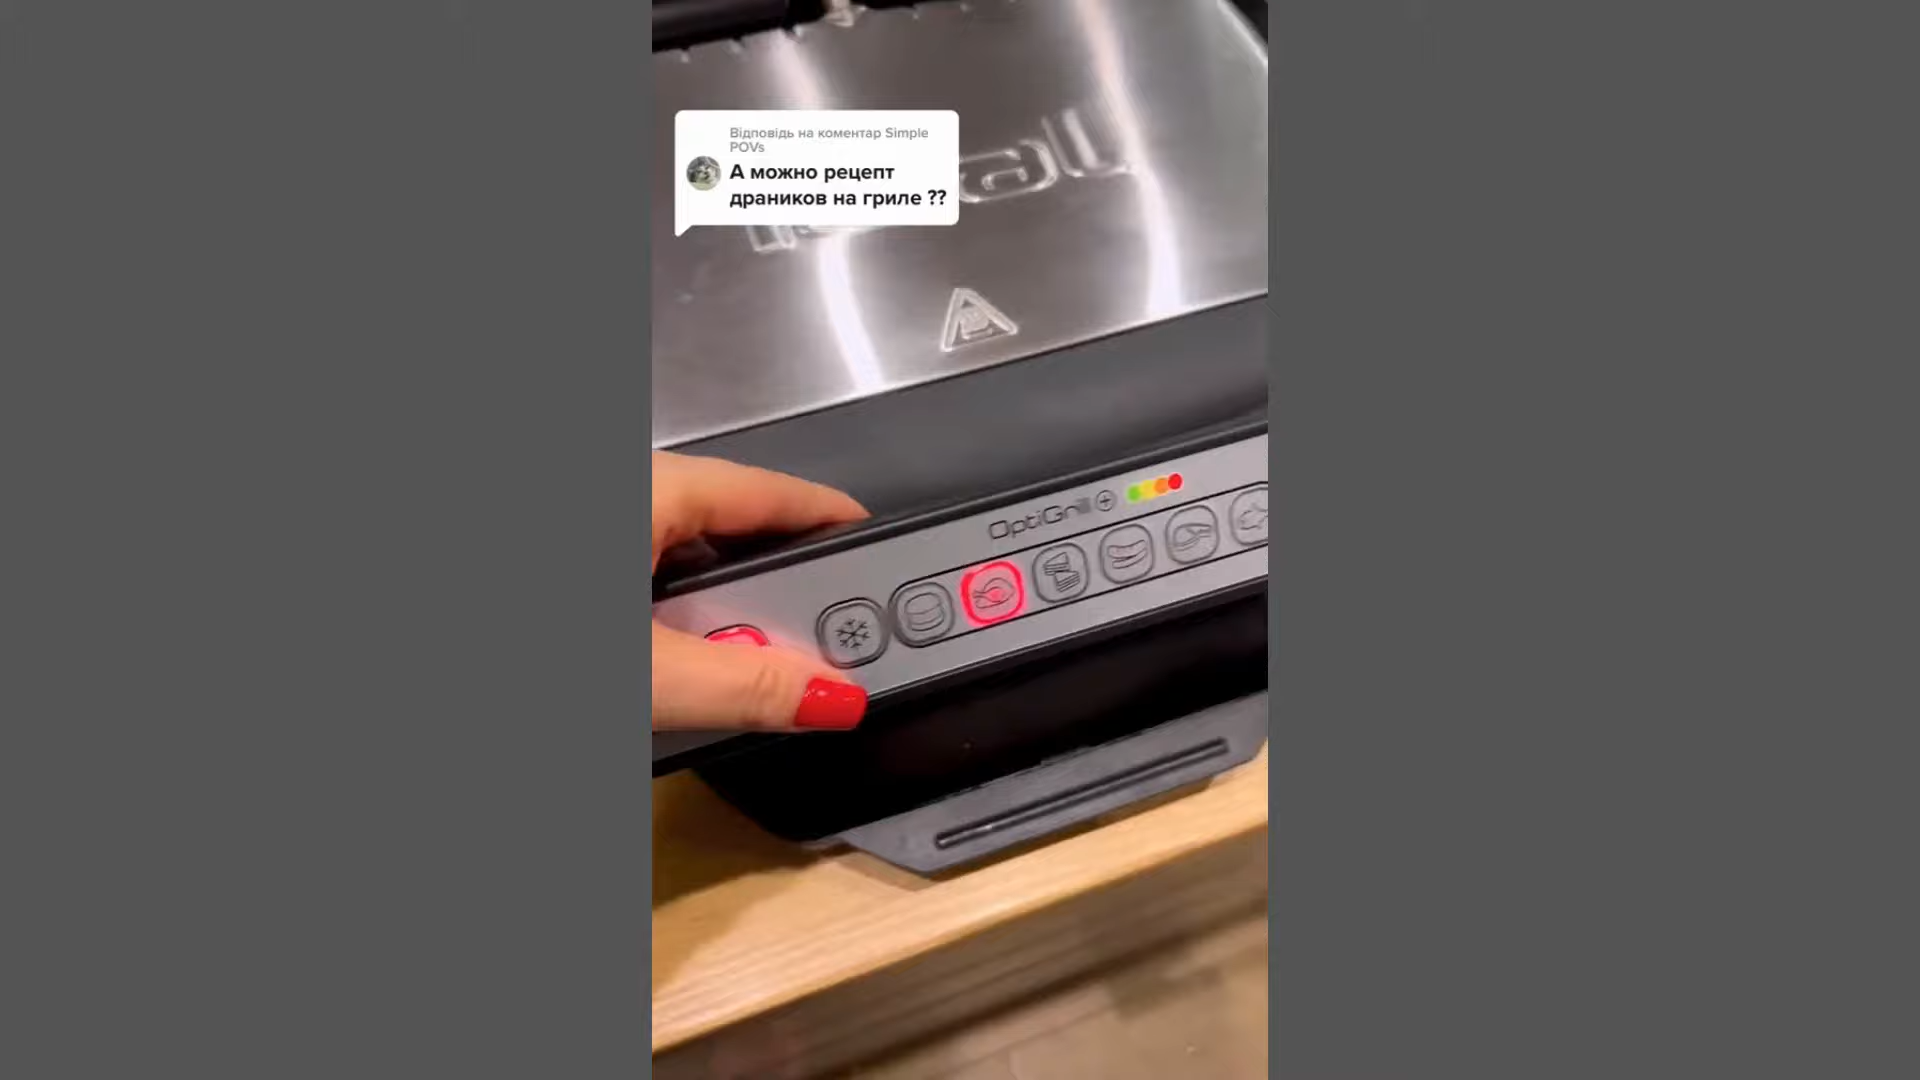 Відповідь на коментар Simple
POVs
А можно рецепт
драников на гриле ??
OptiGrill +